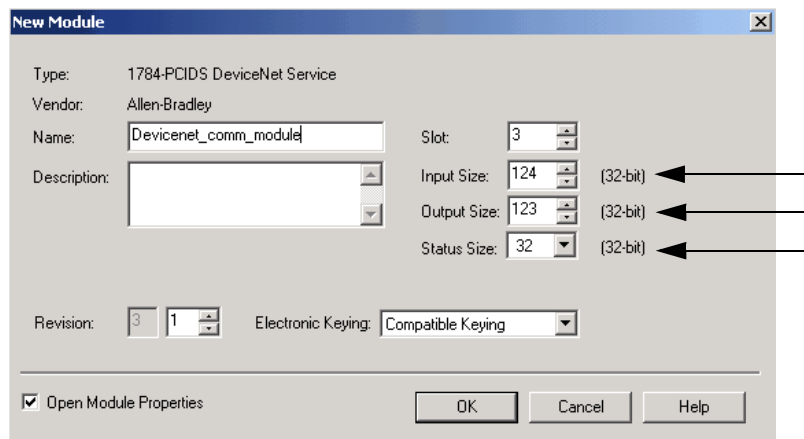 New Module
Type: 1784-PCIDS DeviceNet Service
Vendor: Allen-Bradley
Name: Devicenet_comm_module
Slot: 3
Description:
Input Size: 124 (32-bit)
Output Size: 123 (32-bit)
Status Size: 32 (32-bit)
Revision: 3 1 Electronic Keying: Compatible Keying
Open Module Properties OK Cancel Help